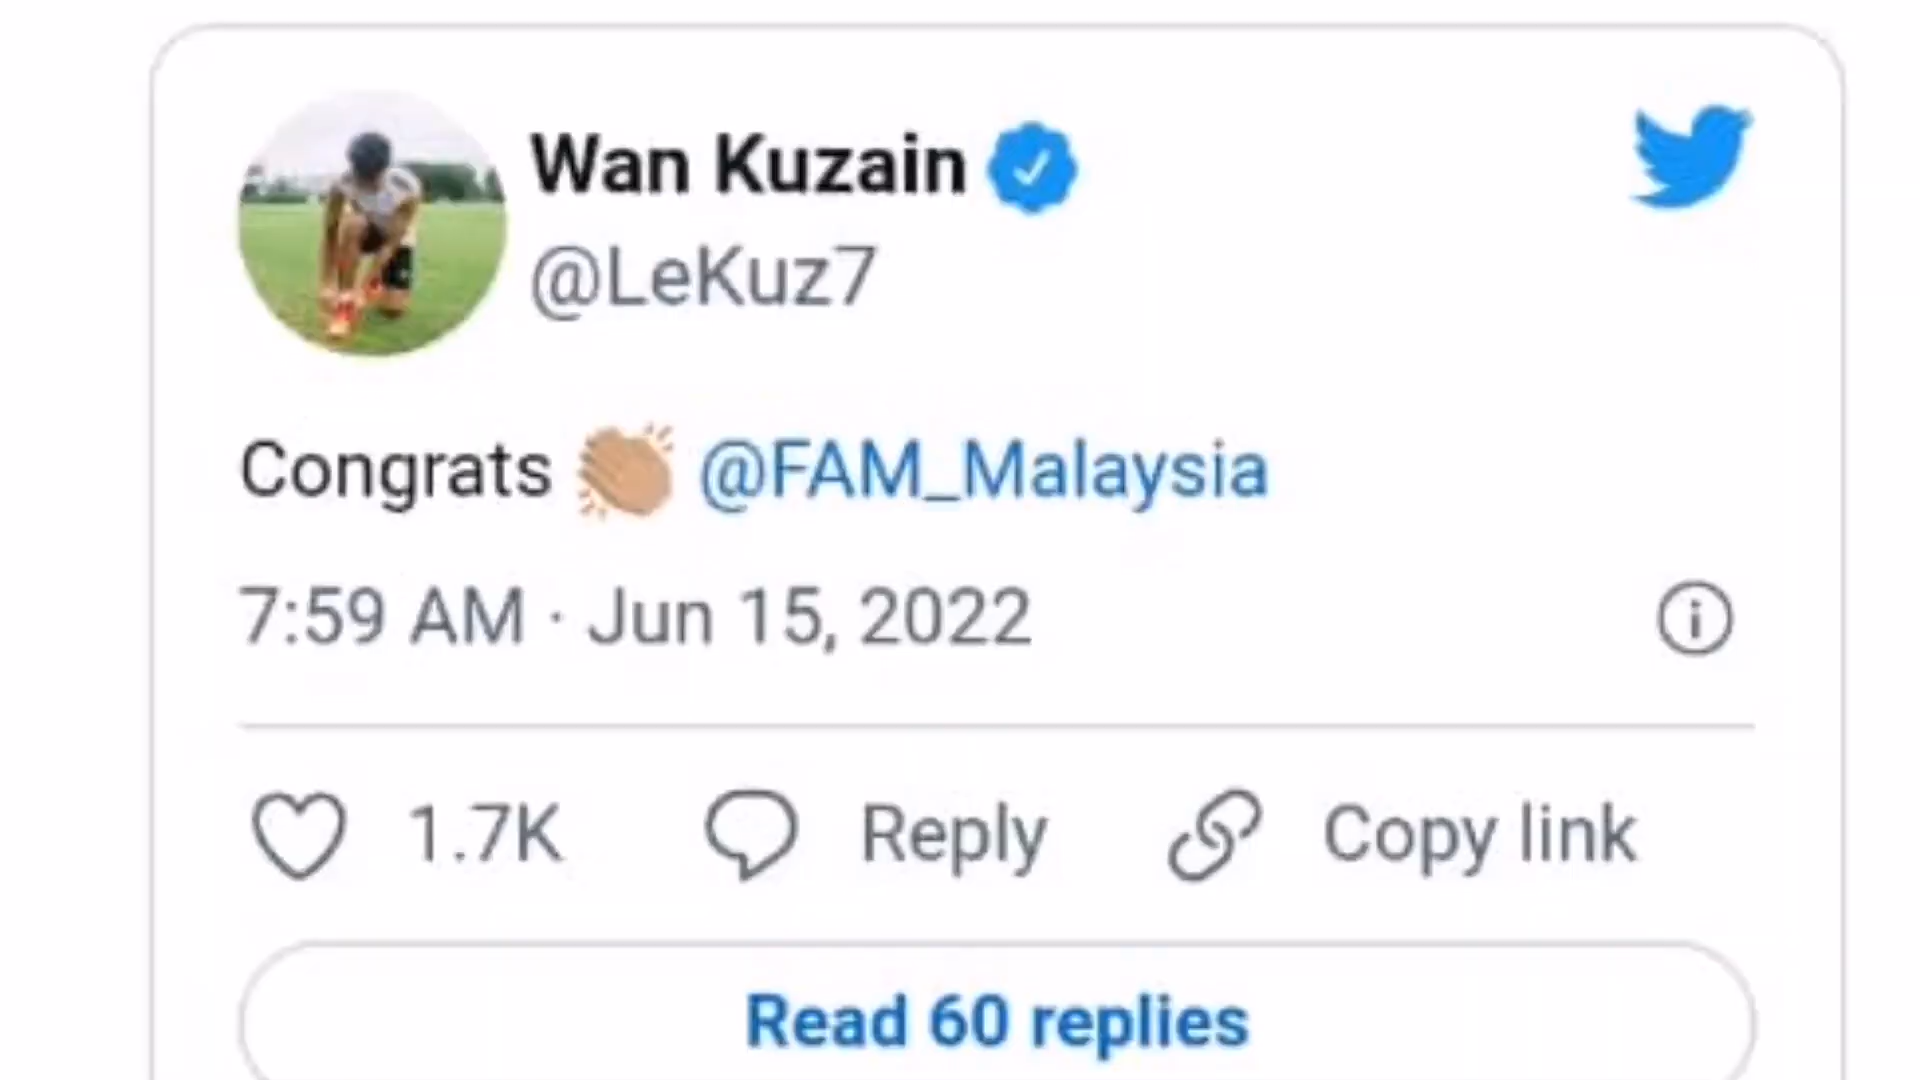 Wan Kuzain
@LeKuz7
Congrats 👏🏽 @FAM_Malaysia
7:59 AM · Jun 15, 2022
1.7K Reply Copy link
Read 60 replies